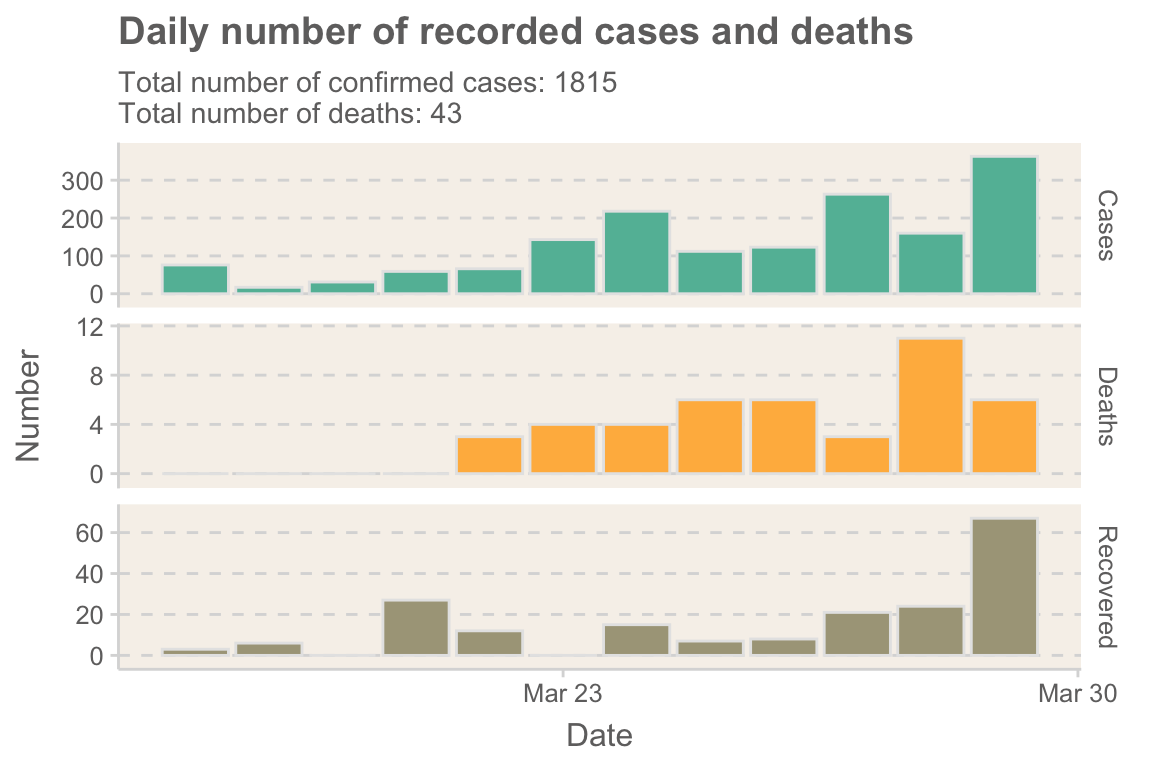 Daily number of recorded cases and deaths
Total number of confirmed cases: 1815
Total number of deaths: 43
300
200
100
0
Cases
12
8
4
0
Deaths
Number
60
40
20
0
Recovered
Mar 23
Mar 30
Date